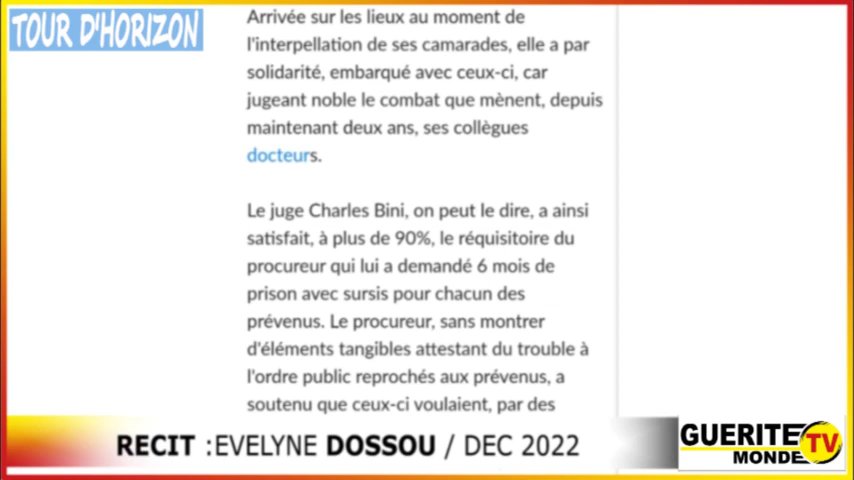 TOUR D'HORIZON
Arrivée sur les lieux au moment de
l'interpellation de ses camarades, elle a par
solidarité, embarqué avec ceux-ci, car
jugeant noble le combat que mènent, depuis
maintenant deux ans, ses collègues
docteurs.
Le juge Charles Bini, on peut le dire, a ainsi
satisfait, à plus de 90%, le réquisitoire du
procureur qui lui a demandé 6 mois de
prison avec sursis pour chacun des
prévenus. Le procureur, sans montrer
d'éléments tangibles attestant du trouble à
l'ordre public reprochés aux prévenus, a
soutenu que ceux-ci voulaient, par des
RECIT :EVELYNE DOSSOU / DEC 2022
GUERITE TV
MONDE